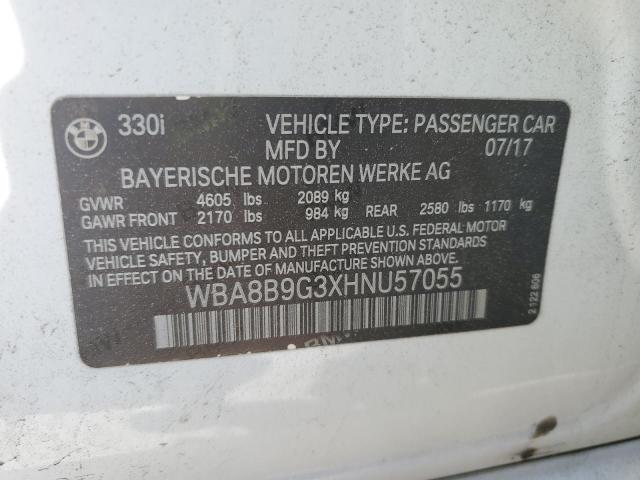 BMW
330i VEHICLE TYPE: PASSENGER CAR
MFD BY 07/17
BAYERISCHE MOTOREN WERKE AG
GVWR 4605 lbs 2089 kg
GAWR FRONT 2170 lbs 984 kg REAR 2580 lbs 1170 kg
THIS VEHICLE CONFORMS TO ALL APPLICABLE U.S. FEDERAL MOTOR
VEHICLE SAFETY, BUMPER AND THEFT PREVENTION STANDARDS
IN EFFECT ON THE DATE OF MANUFACTURE SHOWN ABOVE.
WBA8B9G3XHNU57055
2 122 606